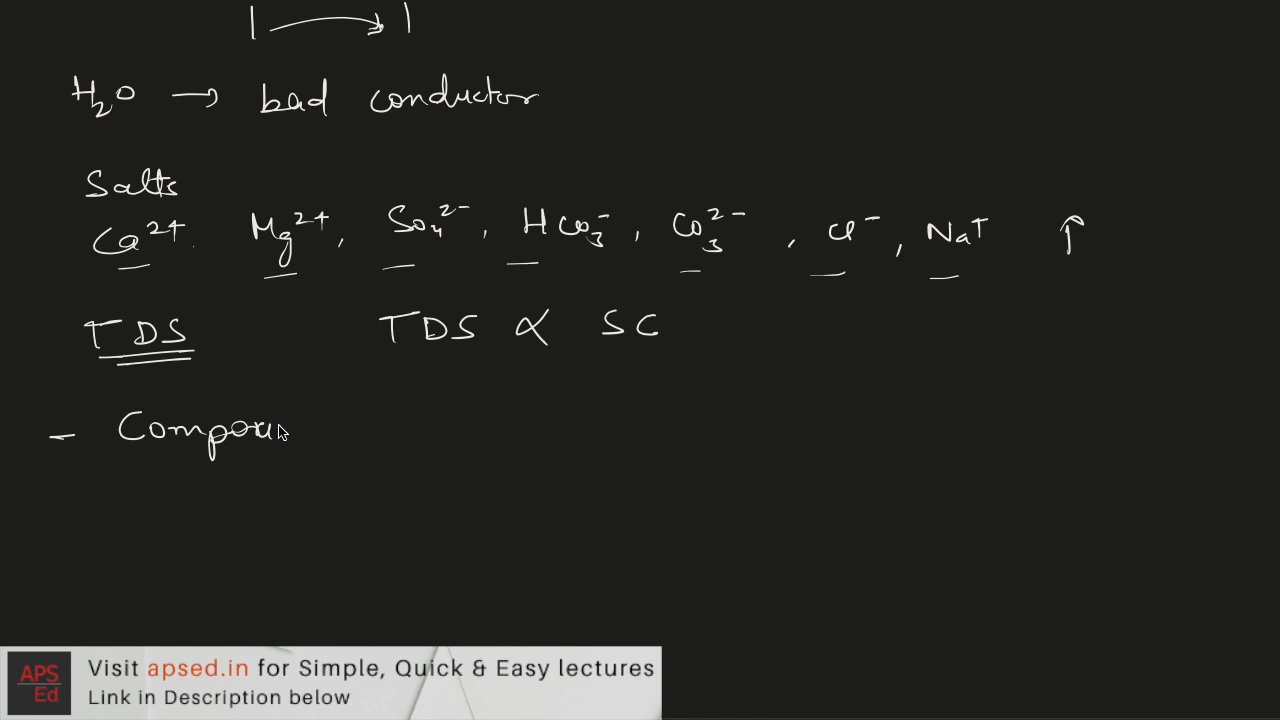 | → |
H₂O → bad conductor
Salts
Ca²⁺ Mg²⁺, SO₄²⁻, HCO₃⁻, CO₃²⁻, Cl⁻, Na⁺ ↑
TDS TDS ∝ SC
- Compou
APS Ed
Visit apsed.in for Simple, Quick & Easy lectures
Link in Description below